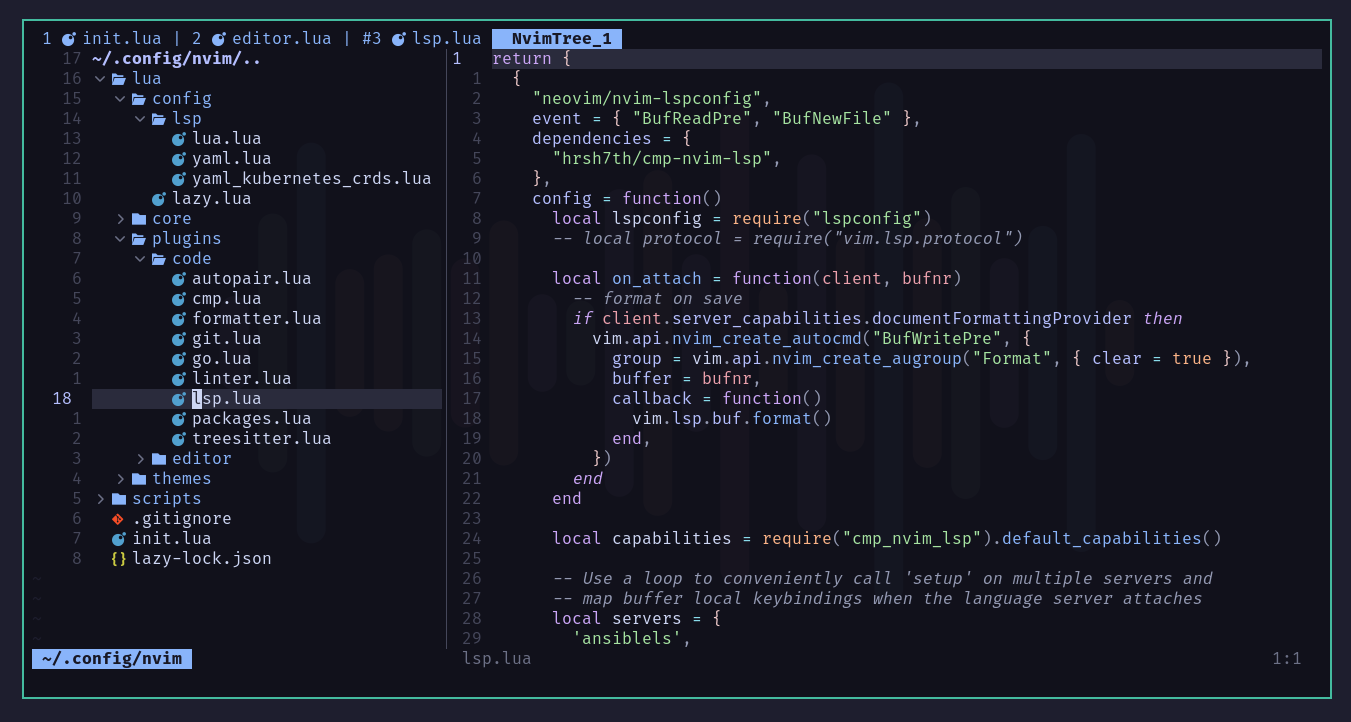 1 init.lua | 2 editor.lua | #3 lsp.lua NvimTree_1
17 ~/.config/nvim/..
16 lua
15 config
14 lsp
13 lua.lua
12 yaml.lua
11 yaml_kubernetes_crds.lua
10 lazy.lua
9 core
8 plugins
7 code
6 autopair.lua
5 cmp.lua
4 formatter.lua
3 git.lua
2 go.lua
1 linter.lua
18 lsp.lua
1 packages.lua
2 treesitter.lua
3 editor
4 themes
5 scripts
6 .gitignore
7 init.lua
8 {} lazy-lock.json
~
~
~
~
~/.config/nvim
1 return {
1 {
2 "neovim/nvim-lspconfig",
3 event = { "BufReadPre", "BufNewFile" },
4 dependencies = {
5 "hrsh7th/cmp-nvim-lsp",
6 },
7 config = function()
8 local lspconfig = require("lspconfig")
9 -- local protocol = require("vim.lsp.protocol")
10
11 local on_attach = function(client, bufnr)
12 -- format on save
13 if client.server_capabilities.documentFormattingProvider then
14 vim.api.nvim_create_autocmd("BufWritePre", {
15 group = vim.api.nvim_create_augroup("Format", { clear = true }),
16 buffer = bufnr,
17 callback = function()
18 vim.lsp.buf.format()
19 end,
20 })
21 end
22 end
23
24 local capabilities = require("cmp_nvim_lsp").default_capabilities()
25
26 -- Use a loop to conveniently call 'setup' on multiple servers and
27 -- map buffer local keybindings when the language server attaches
28 local servers = {
29 'ansiblels',
lsp.lua 1:1